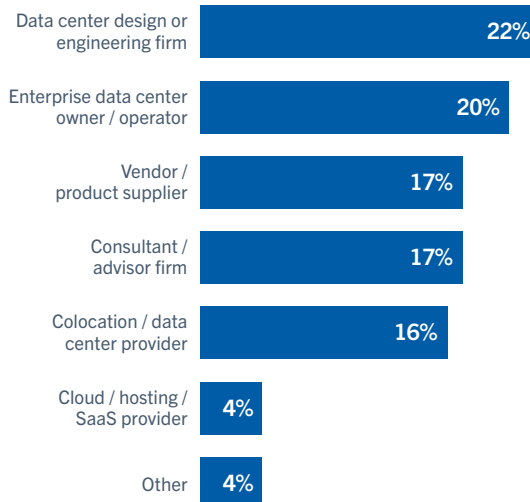 Data center design or
engineering firm
22%
Enterprise data center
owner / operator
20%
Vendor /
product supplier
17%
Consultant /
advisor firm
17%
Colocation / data
center provider
16%
Cloud / hosting /
SaaS provider
4%
Other
4%